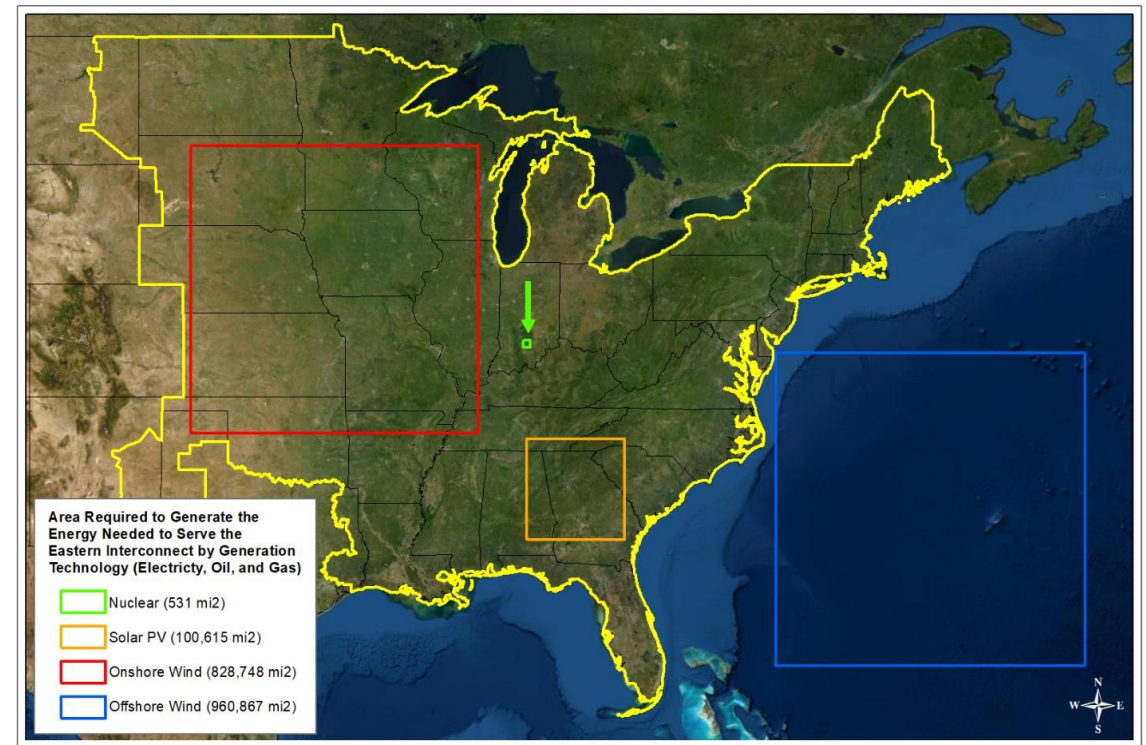 Area Required to Generate the
Energy Needed to Serve the
Eastern Interconnect by Generation
Technology (Electricty, Oil, and Gas)
Nuclear (531 mi2)
Solar PV (100,615 mi2)
Onshore Wind (828,748 mi2)
Offshore Wind (960,867 mi2)
N
W E
S